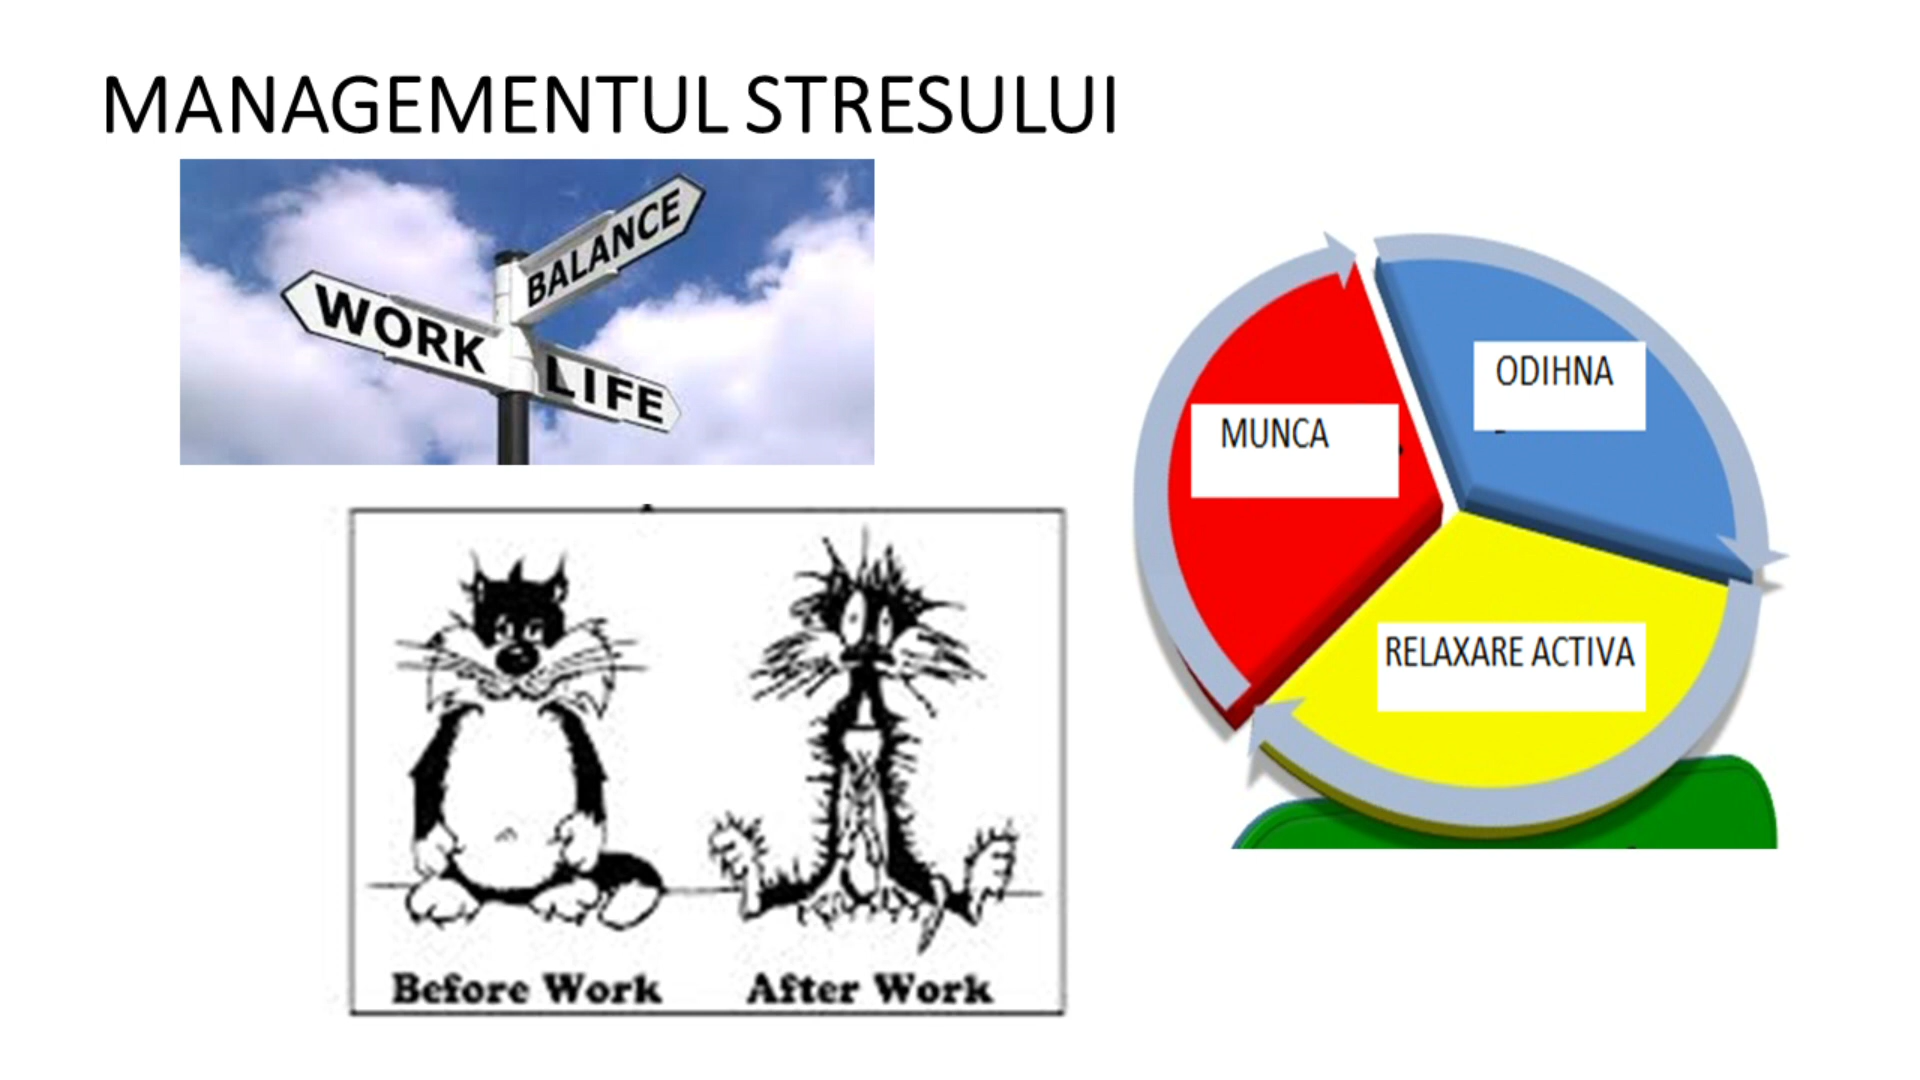 MANAGEMENTUL STRESULUI
BALANCE
WORK
LIFE
ODIHNA
MUNCA
RELAXARE ACTIVA
Before Work
After Work